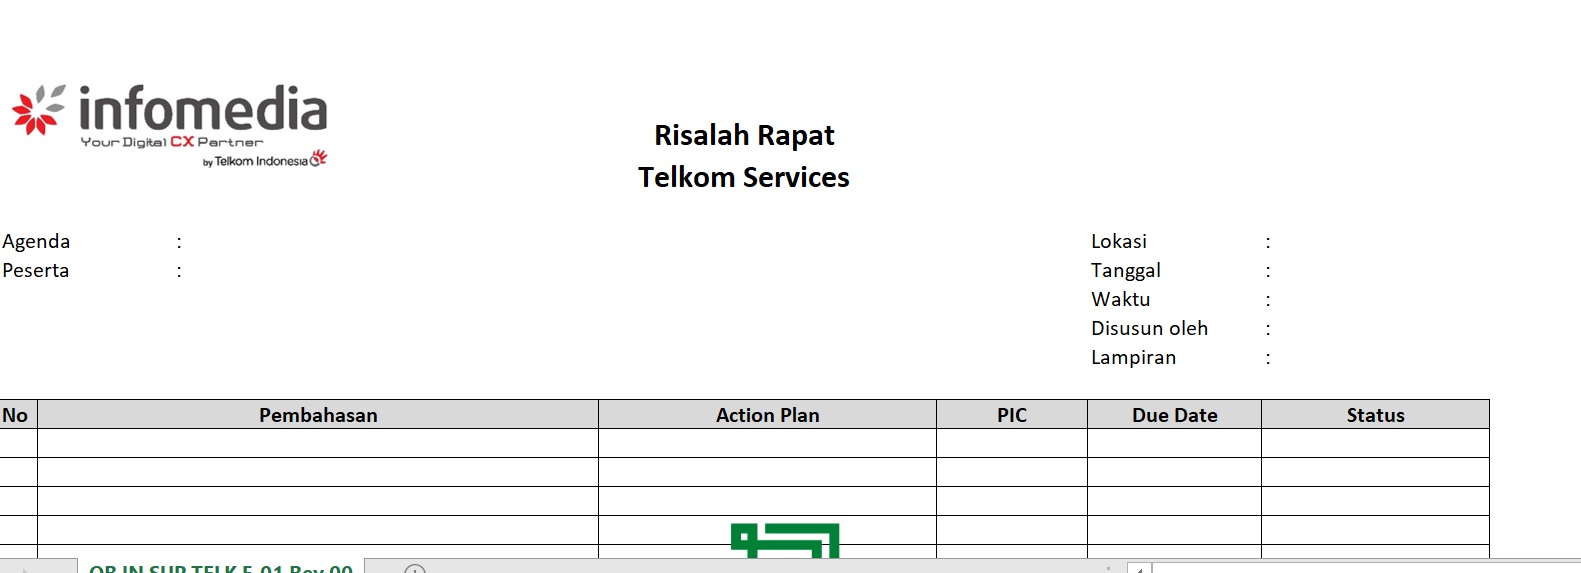 infomedia
Your Digital CX Partner
by Telkom Indonesia
Risalah Rapat
Telkom Services
Agenda :
Peserta :
Lokasi :
Tanggal :
Waktu :
Disusun oleh :
Lampiran :
No Pembahasan Action Plan PIC Due Date Status